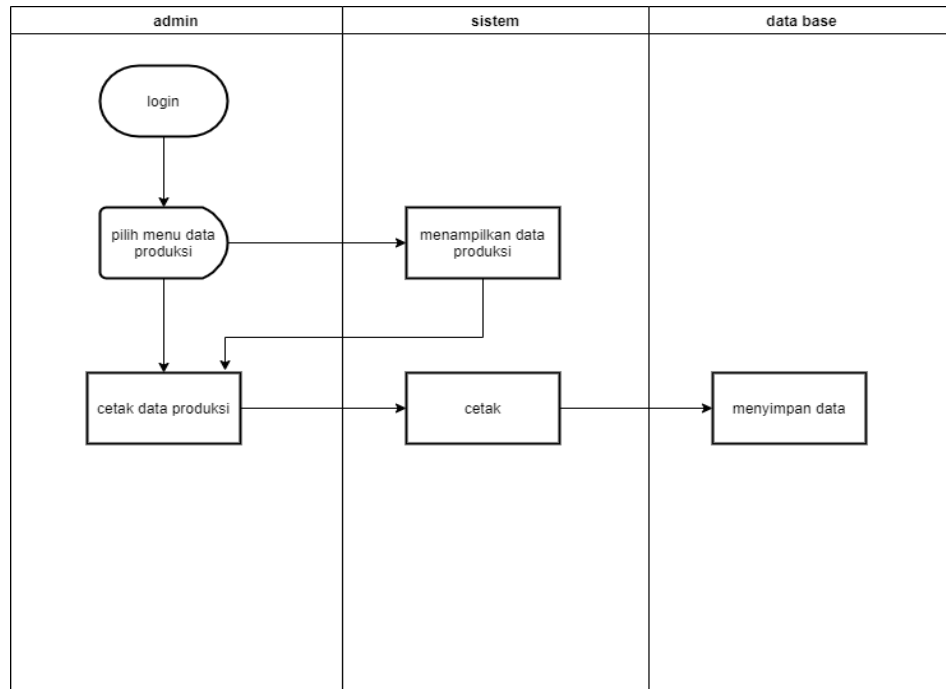 admin
sistem
data base
login
pilih menu data
produksi
menampilkan data
produksi
cetak data produksi
cetak
menyimpan data